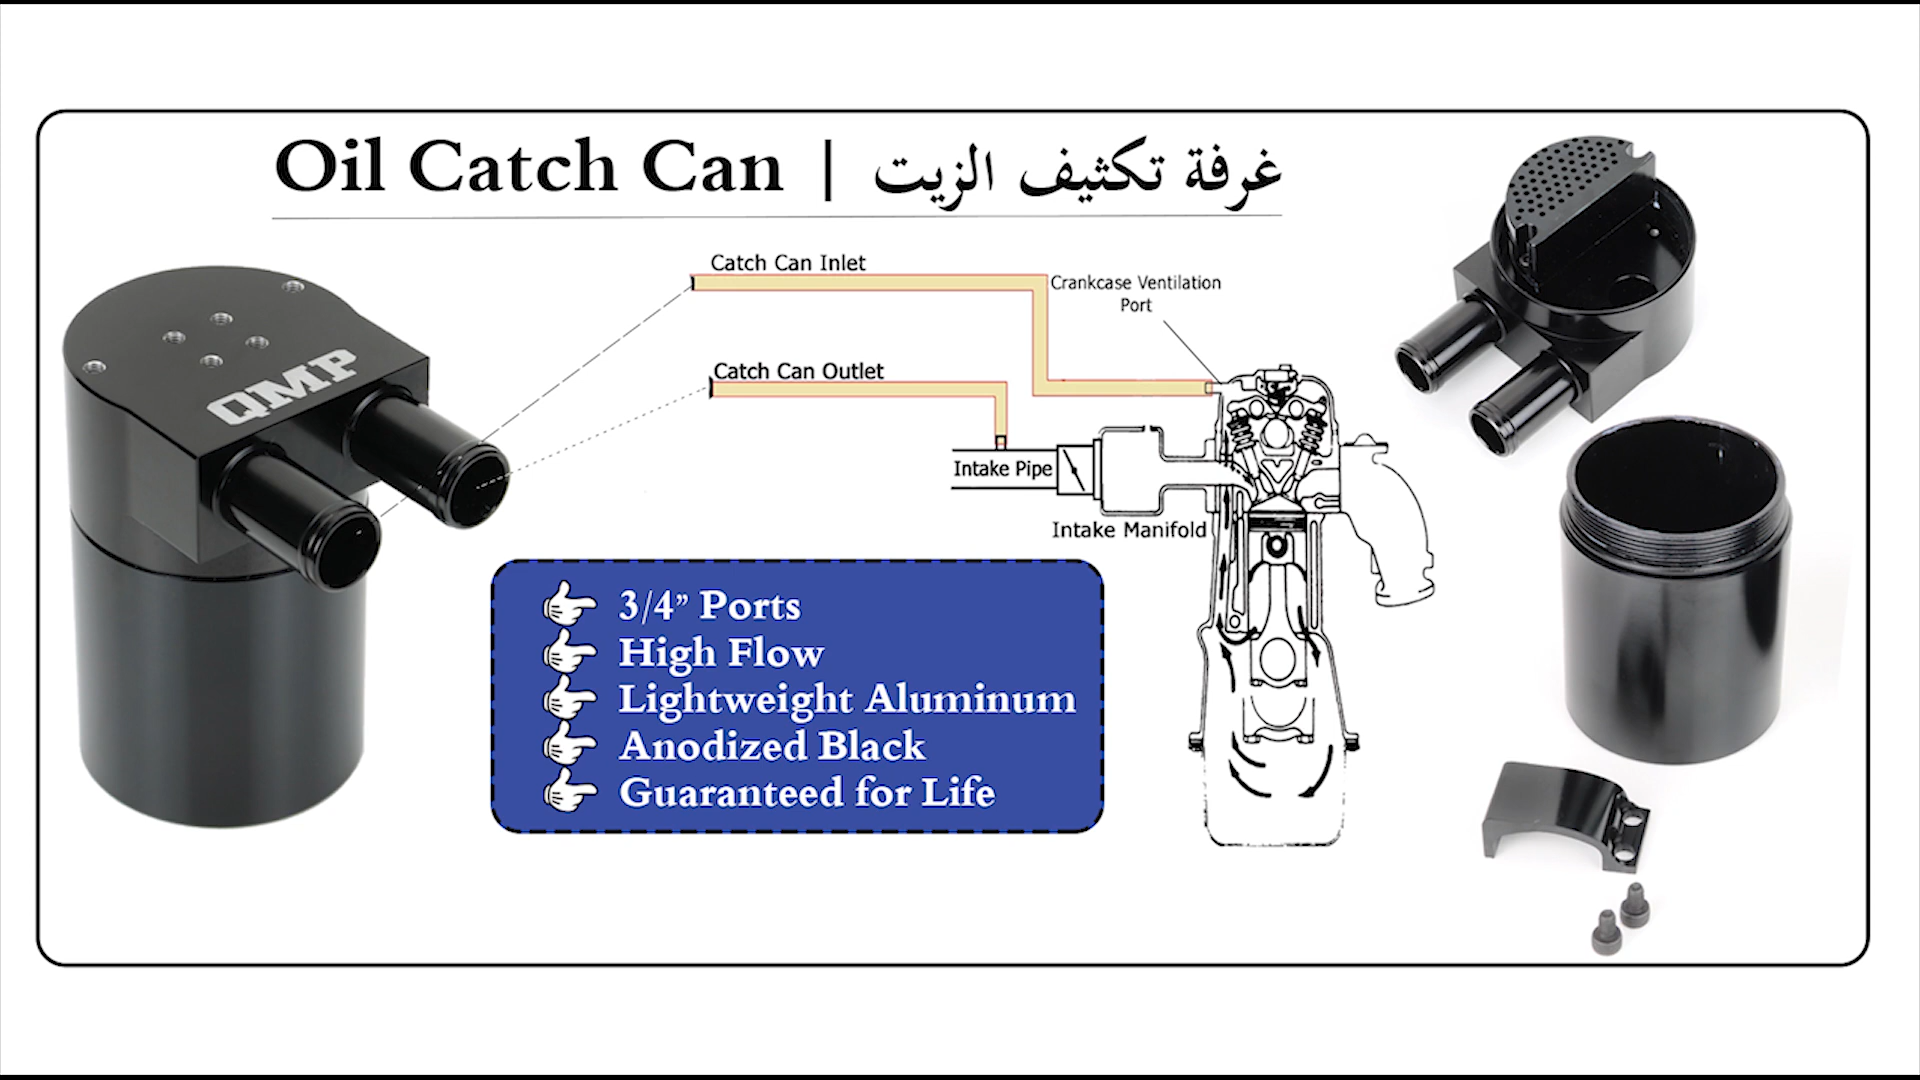 Oil Catch Can | غرفة تكثيف الزيت
Catch Can Inlet
Crankcase Ventilation
Port
Catch Can Outlet
QMP
Intake Pipe
Intake Manifold
3/4” Ports
High Flow
Lightweight Aluminum
Anodized Black
Guaranteed for Life